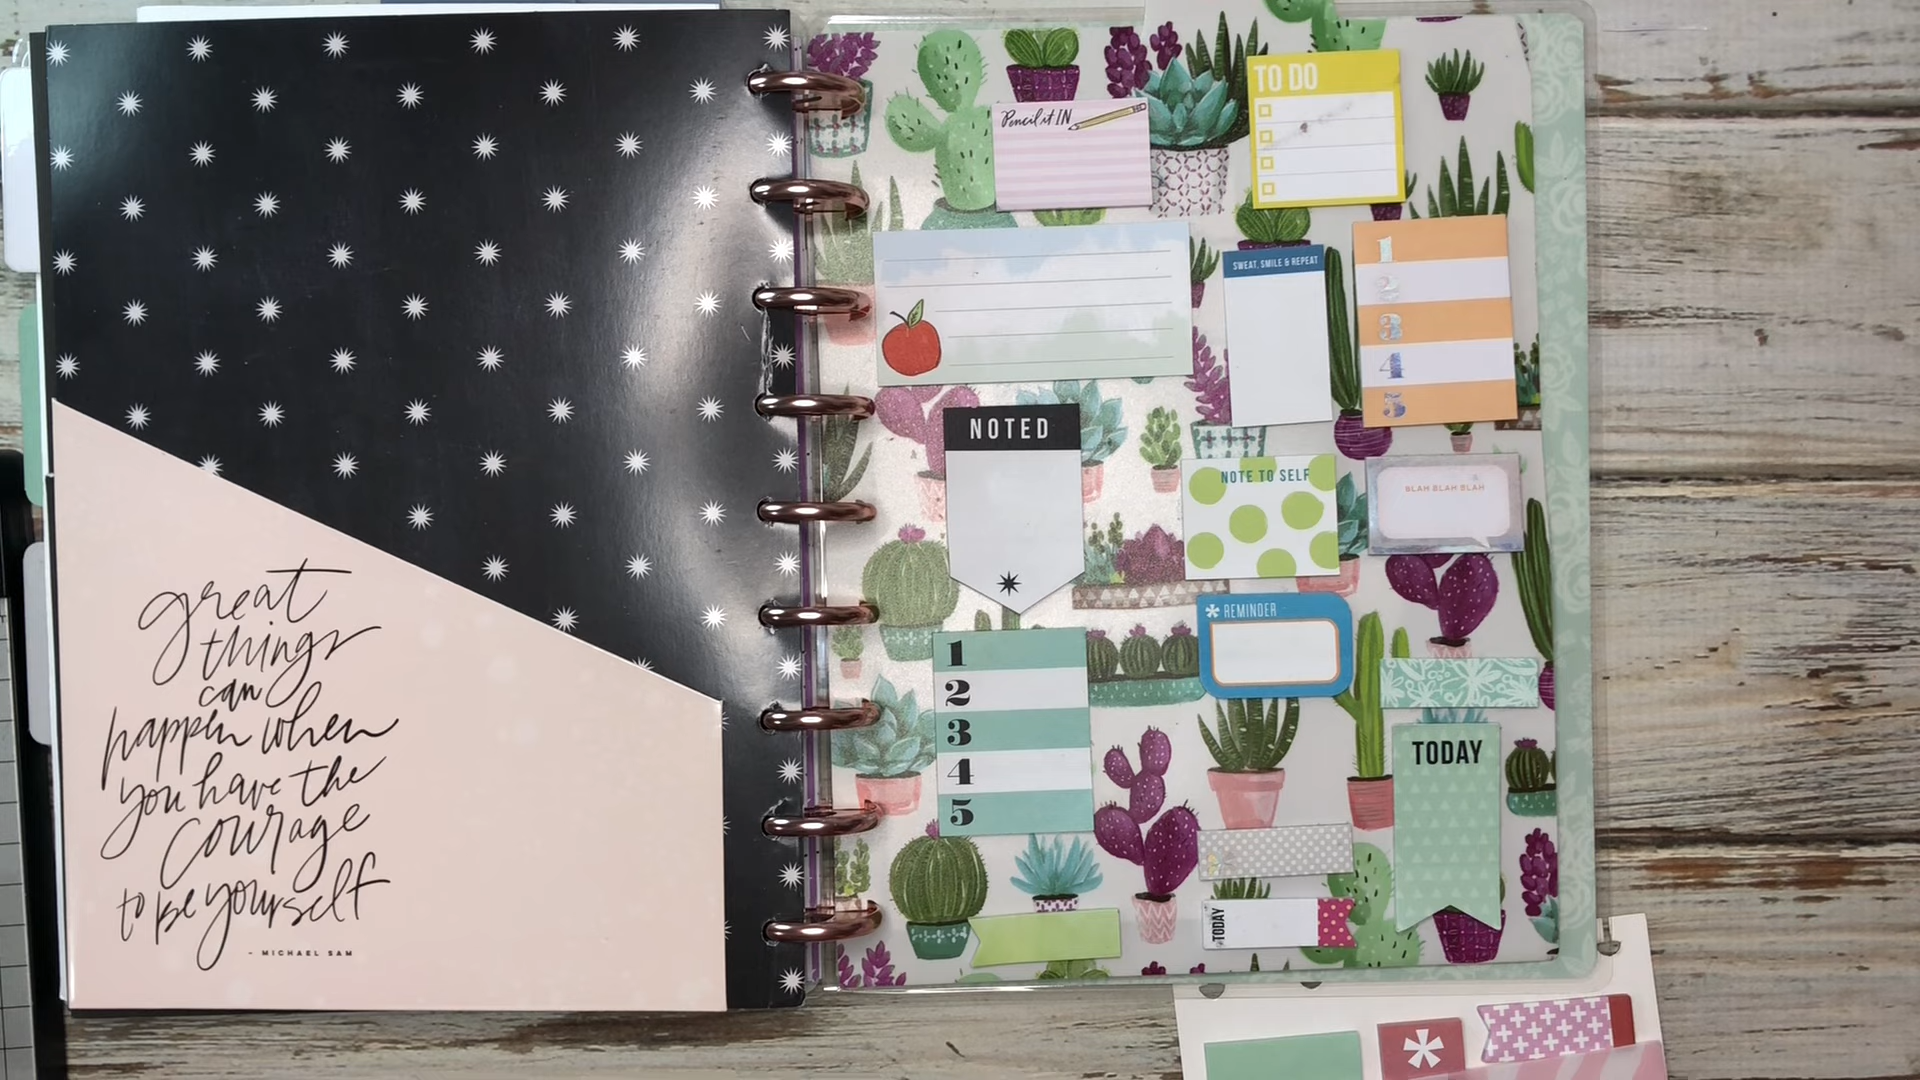 great
things
can
happen when
you have the
courage
to be yourself
- MICHAEL SAM
Pencil it IN
TO DO
SWEAT, SMILE & REPEAT
1
2
3
4
5
NOTED
NOTE TO SELF
BLAH BLAH BLAH
* REMINDER
1
2
3
4
5
TODAY
TODAY